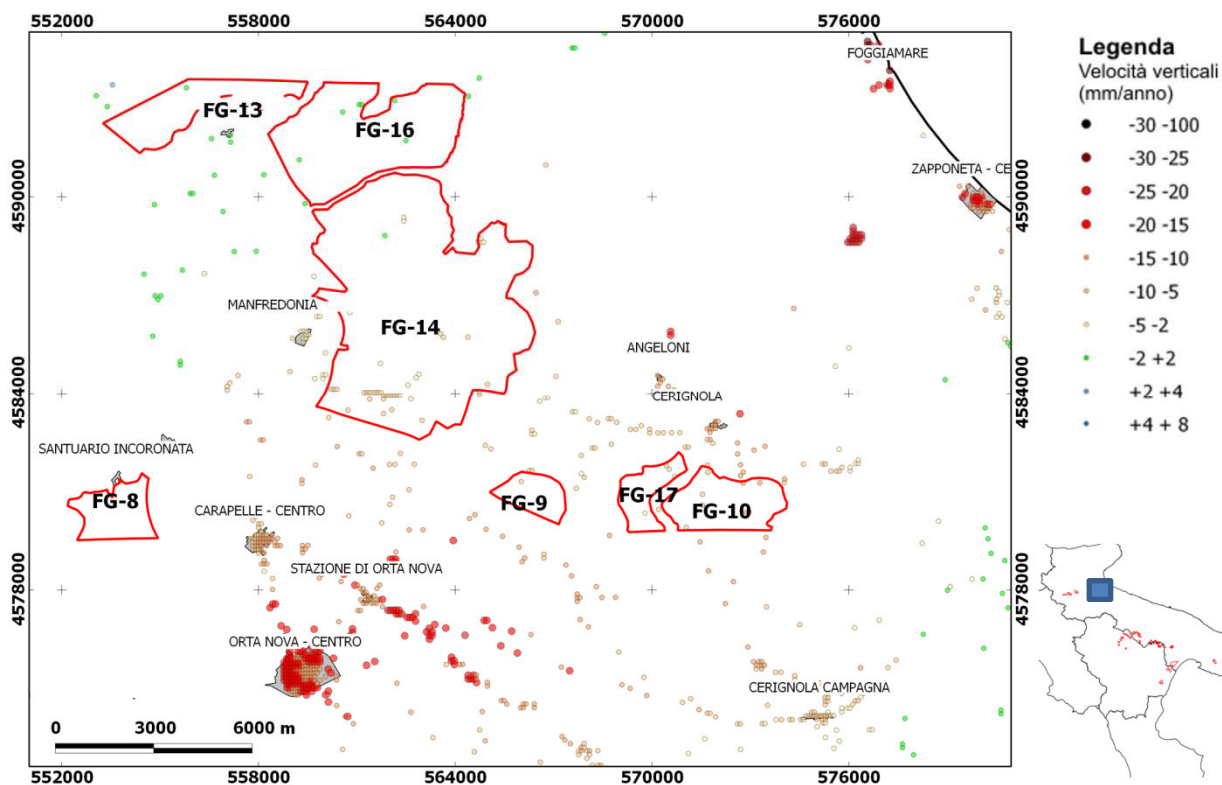 552000 558000 564000 570000 576000
FOGGIAMARE
FG-13
FG-16
ZAPPONETA - CE
4590000 4590000
MANFREDONIA
FG-14
ANGELONI
4584000 4584000
CERIGNOLA
SANTUARIO INCORONATA
FG-8
FG-9
FG-17
FG-10
CARAPELLE - CENTRO
STAZIONE DI ORTA NOVA
4578000 4578000
ORTA NOVA - CENTRO
CERIGNOLA CAMPAGNA
0 3000 6000 m
552000 558000 564000 570000 576000
Legenda
Velocità verticali
(mm/anno)
-30 -100
-30 -25
-25 -20
-20 -15
-15 -10
-10 -5
-5 -2
-2 +2
+2 +4
+4 + 8